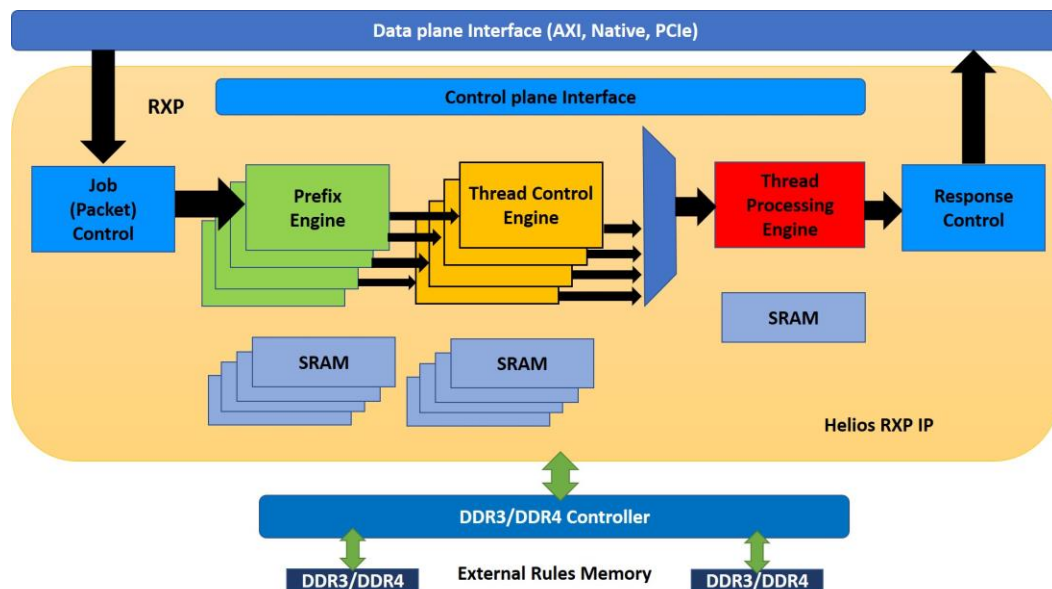 Data plane Interface (AXI, Native, PCIe)
RXP
Control plane Interface
Job
(Packet)
Control
Prefix
Engine
Thread Control
Engine
Thread
Processing
Engine
Response
Control
SRAM
SRAM
SRAM
Helios RXP IP
DDR3/DDR4 Controller
DDR3/DDR4
External Rules Memory
DDR3/DDR4